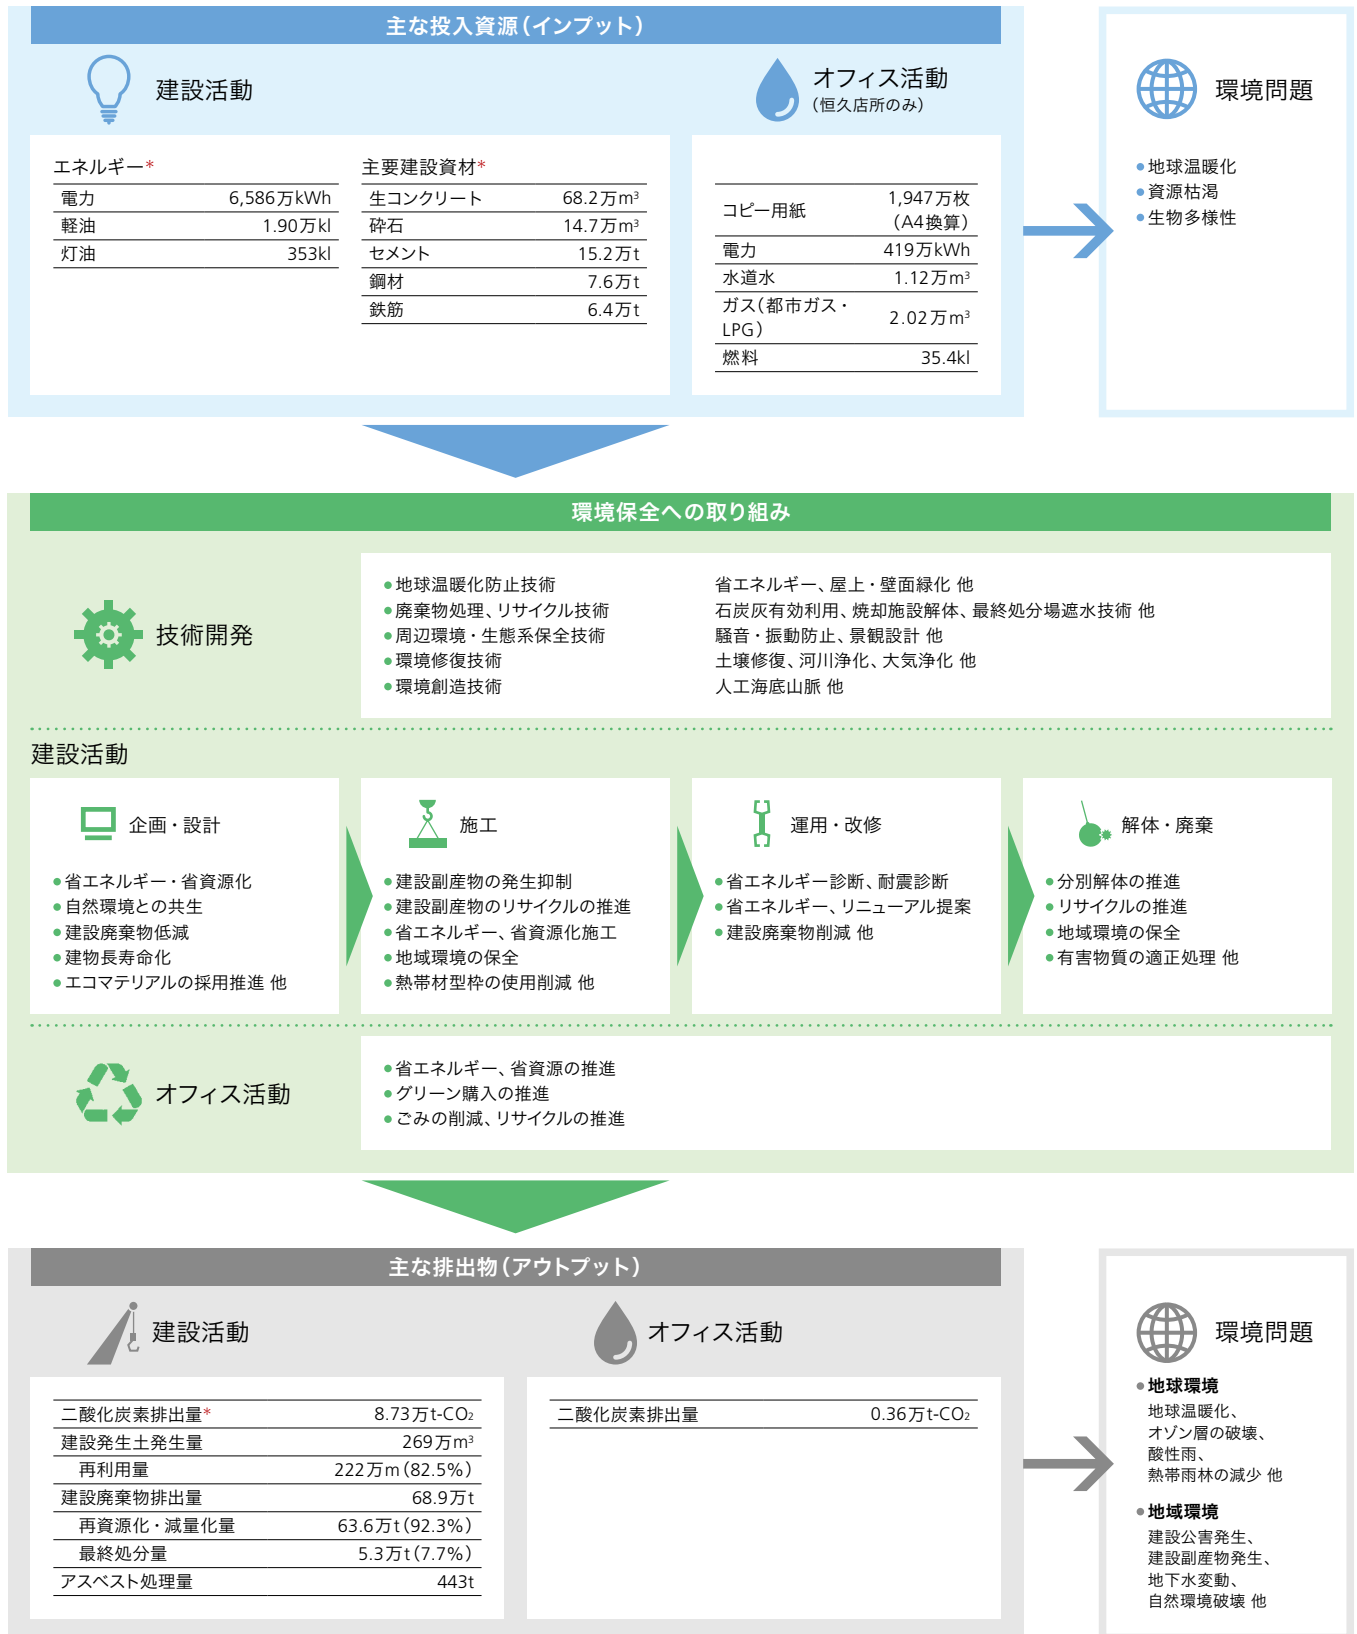 主な投入資源（インプット）
建設活動
エネルギー*
電力 6,586万kWh
軽油 1.90万kl
灯油 353kl
主要建設資材*
生コンクリート 68.2万m³
砕石 14.7万m³
セメント 15.2万t
鋼材 7.6万t
鉄筋 6.4万t
オフィス活動
（恒久店所のみ）
コピー用紙 1,947万枚
（A4換算）
電力 419万kWh
水道水 1.12万m³
ガス（都市ガス・
LPG） 2.02万m³
燃料 35.4kl
環境問題
●地球温暖化
●資源枯渇
●生物多様性
環境保全への取り組み
技術開発
●地球温暖化防止技術 省エネルギー、屋上・壁面緑化 他
●廃棄物処理、リサイクル技術 石炭灰有効利用、焼却施設解体、最終処分場遮水技術 他
●周辺環境・生態系保全技術 騒音・振動防止、景観設計 他
●環境修復技術 土壌修復、河川浄化、大気浄化 他
●環境創造技術 人工海底山脈 他
建設活動
企画・設計
●省エネルギー・省資源化
●自然環境との共生
●建設廃棄物低減
●建物長寿命化
●エコマテリアルの採用推進 他
施工
●建設副産物の発生抑制
●建設副産物のリサイクルの推進
●省エネルギー、省資源化施工
●地域環境の保全
●熱帯材型枠の使用削減 他
運用・改修
●省エネルギー診断、耐震診断
●省エネルギー、リニューアル提案
●建設廃棄物削減 他
解体・廃棄
●分別解体の推進
●リサイクルの推進
●地域環境の保全
●有害物質の適正処理 他
オフィス活動
●省エネルギー、省資源の推進
●グリーン購入の推進
●ごみの削減、リサイクルの推進
主な排出物（アウトプット）
建設活動
二酸化炭素排出量* 8.73万t-CO₂
建設発生土発生量 269万m³
再利用量 222万m（82.5%）
建設廃棄物排出量 68.9万t
再資源化・減量化量 63.6万t（92.3%）
最終処分量 5.3万t（7.7%）
アスベスト処理量 443t
オフィス活動
二酸化炭素排出量 0.36万t-CO₂
環境問題
●地球環境
地球温暖化、
オゾン層の破壊、
酸性雨、
熱帯雨林の減少 他
●地域環境
建設公害発生、
建設副産物発生、
地下水変動、
自然環境破壊 他